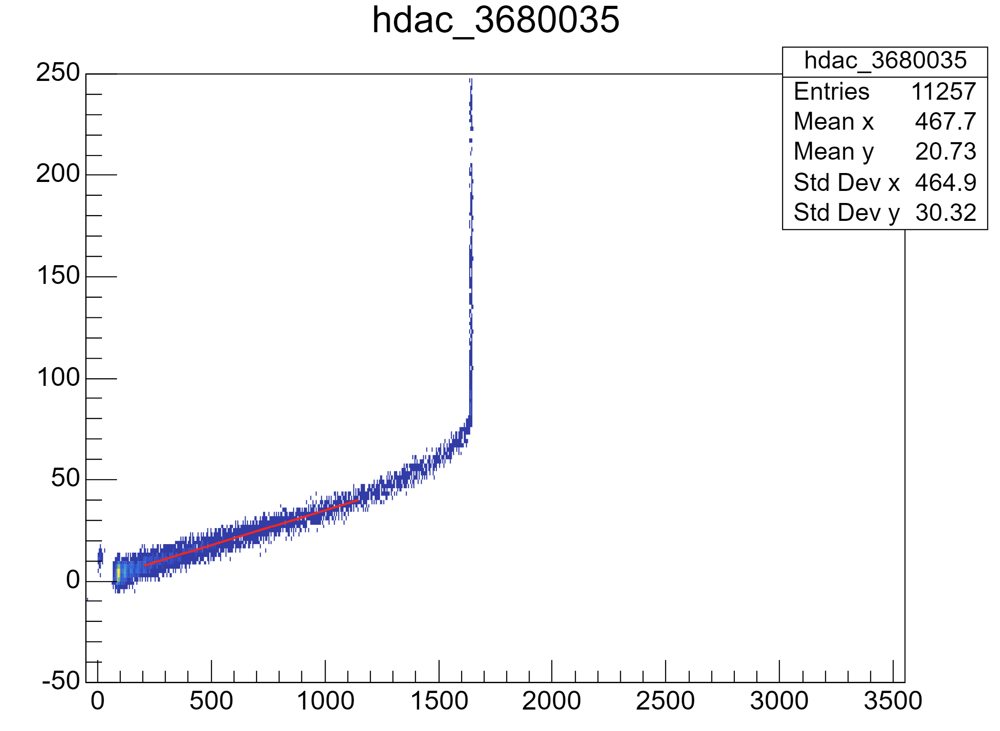 hdac_3680035
hdac_3680035
Entries 11257
Mean x 467.7
Mean y 20.73
Std Dev x 464.9
Std Dev y 30.32
250
200
150
100
50
0
-50
0 500 1000 1500 2000 2500 3000 3500